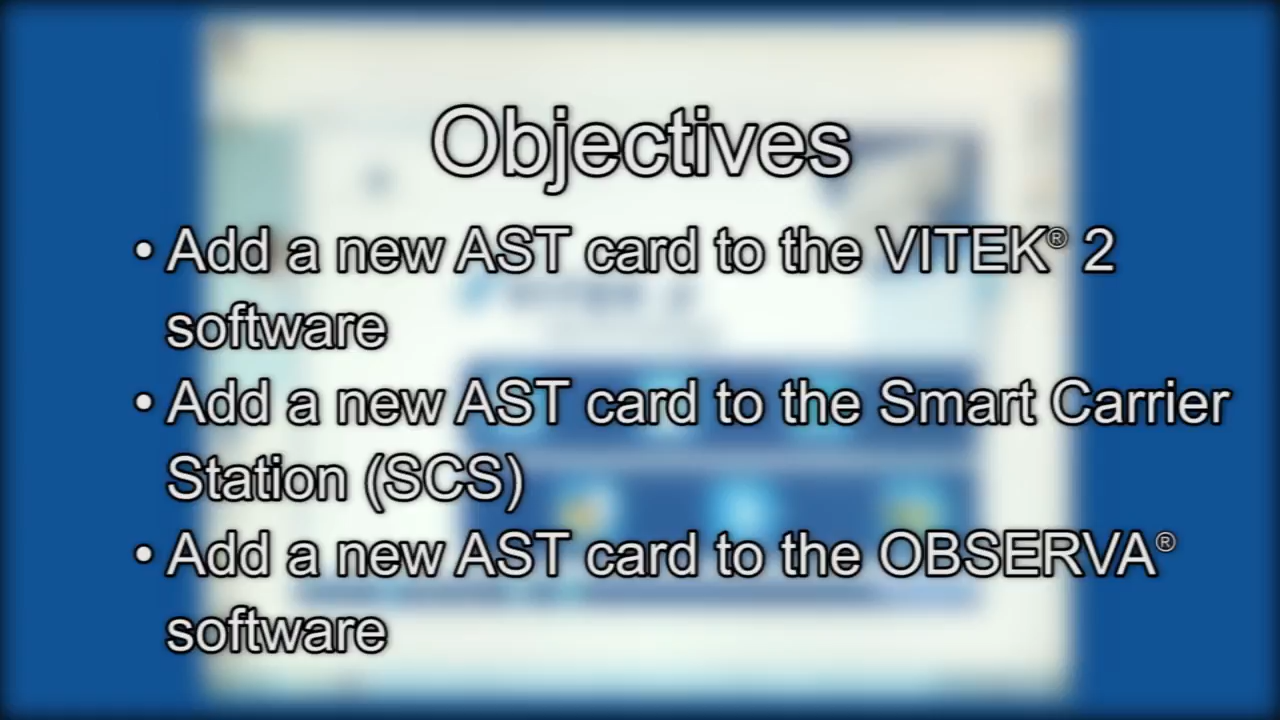 Objectives
• Add a new AST card to the VITEK® 2
software
• Add a new AST card to the Smart Carrier
Station (SCS)
• Add a new AST card to the OBSERVA®
software